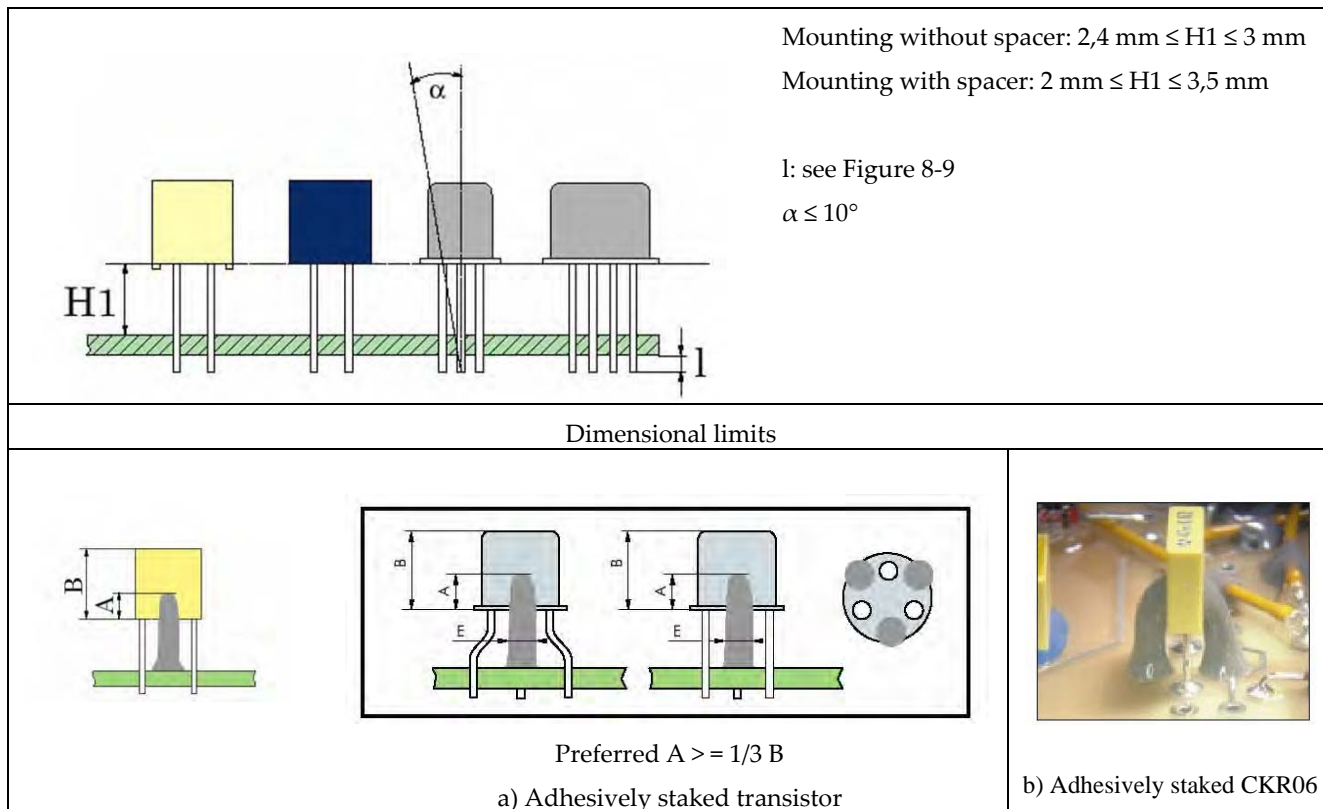 Mounting without spacer: 2,4 mm ≤ H1 ≤ 3 mm
Mounting with spacer: 2 mm ≤ H1 ≤ 3,5 mm
l: see Figure 8-9
α ≤ 10°
α
H1
l
Dimensional limits
B
A
B
A
E
B
A
E
Preferred A > = 1/3 B
a) Adhesively staked transistor
b) Adhesively staked CKR06